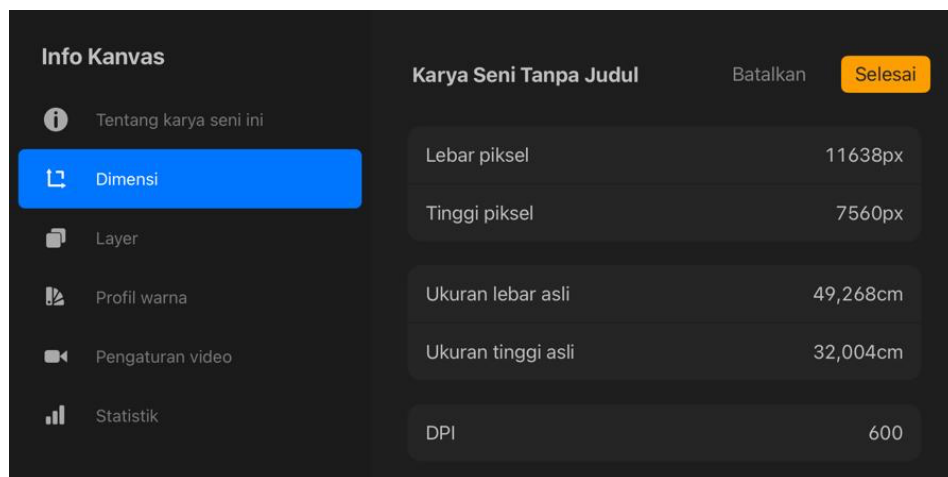 Info Kanvas
Tentang karya seni ini
Dimensi
Layer
Profil warna
Pengaturan video
Statistik
Karya Seni Tanpa Judul
Batalkan
Selesai
Lebar piksel 11638px
Tinggi piksel 7560px
Ukuran lebar asli 49,268cm
Ukuran tinggi asli 32,004cm
DPI 600